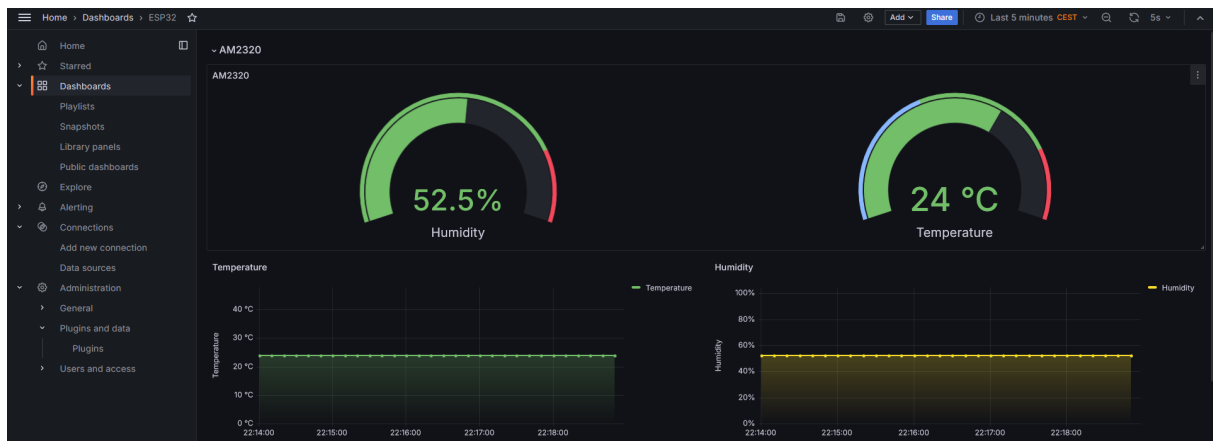 Home › Dashboards › ESP32
Add
Share
Last 5 minutes CEST
5s
Home
Starred
Dashboards
Playlists
Snapshots
Library panels
Public dashboards
Explore
Alerting
Connections
Add new connection
Data sources
Administration
General
Plugins and data
Plugins
Users and access
AM2320
AM2320
52.5%
Humidity
24 °C
Temperature
Temperature
Temperature
40 °C
30 °C
20 °C
10 °C
0 °C
Temperature
22:14:00 22:15:00 22:16:00 22:17:00 22:18:00
Humidity
Humidity
100%
80%
60%
40%
20%
0%
Humidity
22:14:00 22:15:00 22:16:00 22:17:00 22:18:00